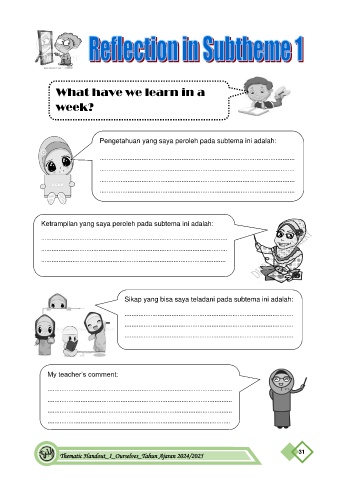 Reflection in Subtheme 1
What have we learn in a
week?
Pengetahuan yang saya peroleh pada subtema ini adalah:
Ketrampilan yang saya peroleh pada subtema ini adalah:
Sikap yang bisa saya teladani pada subtema ini adalah:
My teacher's comment:
Thematic Handout_1_Ourselves_Tahun Ajaran 2024/2025
31